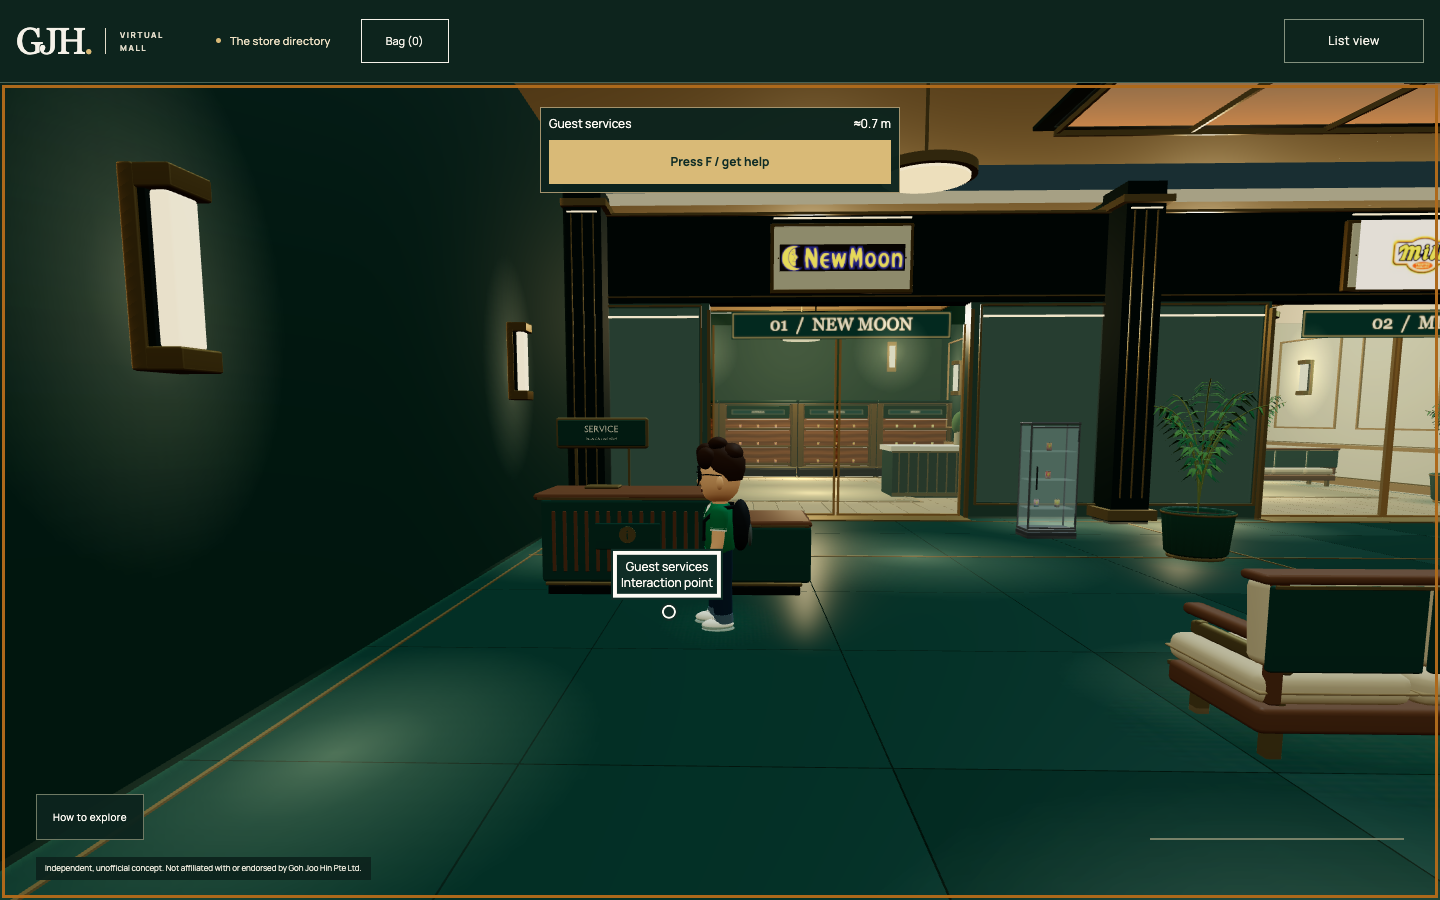 GJH.
VIRTUAL
MALL
The store directory
Bag (0)
List view
Guest services
≈0.7 m
Press F / get help
NewMoon
01 / NEW MOON
02 /
SERVICE
Guest services
Interaction point
How to explore
Independent, unofficial concept. Not affiliated with or endorsed by Goh Joo Hin Pte Ltd.